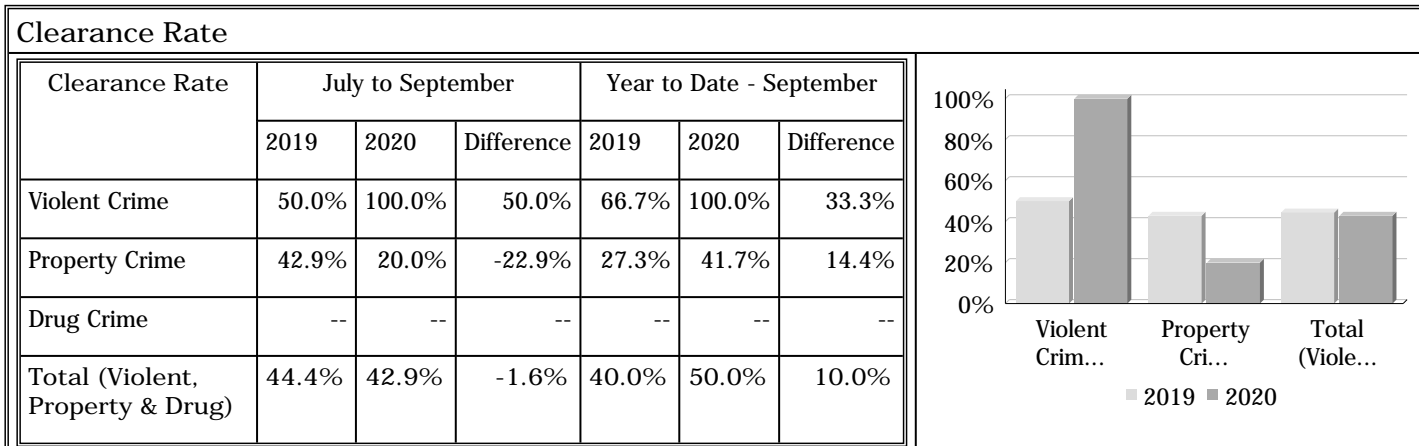 Clearance Rate
Clearance Rate July to September Year to Date - September
2019 2020 Difference 2019 2020 Difference
Violent Crime 50.0% 100.0% 50.0% 66.7% 100.0% 33.3%
Property Crime 42.9% 20.0% -22.9% 27.3% 41.7% 14.4%
Drug Crime -- -- -- -- -- --
Total (Violent, 44.4% 42.9% -1.6% 40.0% 50.0% 10.0%
Property & Drug)
100%
80%
60%
40%
20%
0%
Violent Property Total
Crim... Cri... (Viole...
2019 2020